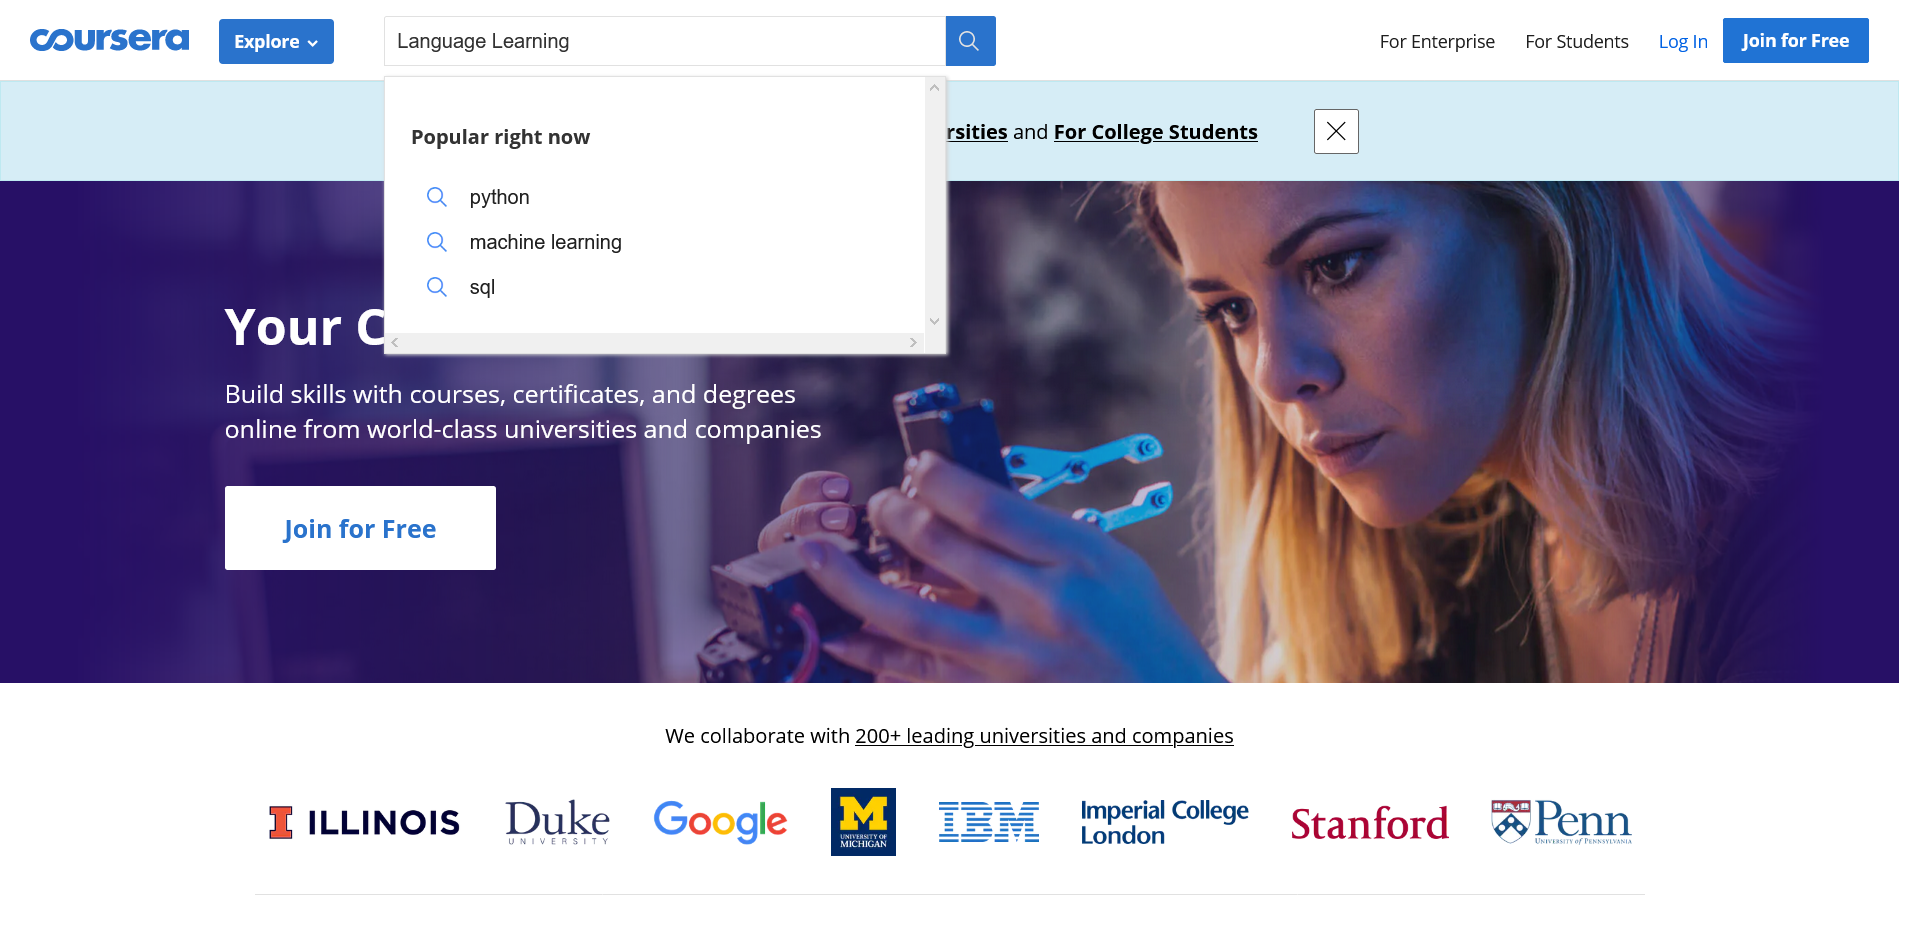 coursera
Explore
Language Learning
For Enterprise
For Students
Log In
Join for Free
Popular right now
and For College Students
python
machine learning
sql
Your
Build skills with courses, certificates, and degrees
online from world-class universities and companies
Join for Free
We collaborate with 200+ leading universities and companies
I ILLINOIS
Duke
UNIVERSITY
Google
M
UNIVERSITY OF
MICHIGAN
IBM
Imperial College
London
Stanford
Penn
UNIVERSITY of PENNSYLVANIA